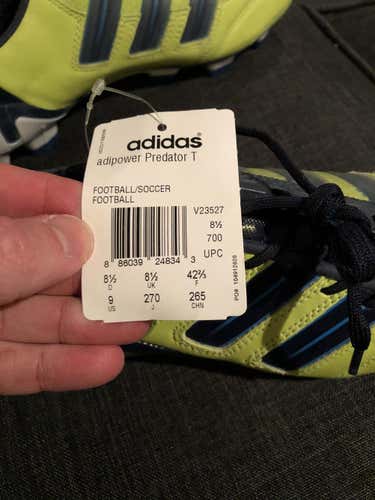 adidas®
adipower Predator T
FOOTBALL/SOCCER
FOOTBALL
V23527
8½
700
UPC
8 86039 24834 3
8½ 8½ 42⅔
D UK F
9 270 265
US J CHN